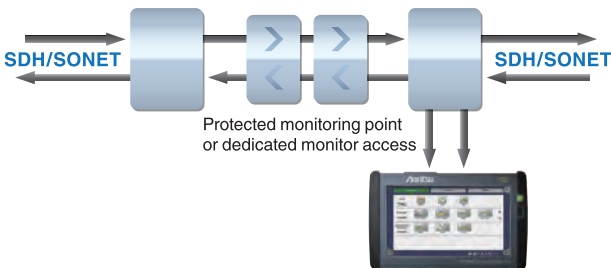 SDH/SONET
SDH/SONET
Protected monitoring point
or dedicated monitor access
Anritsu